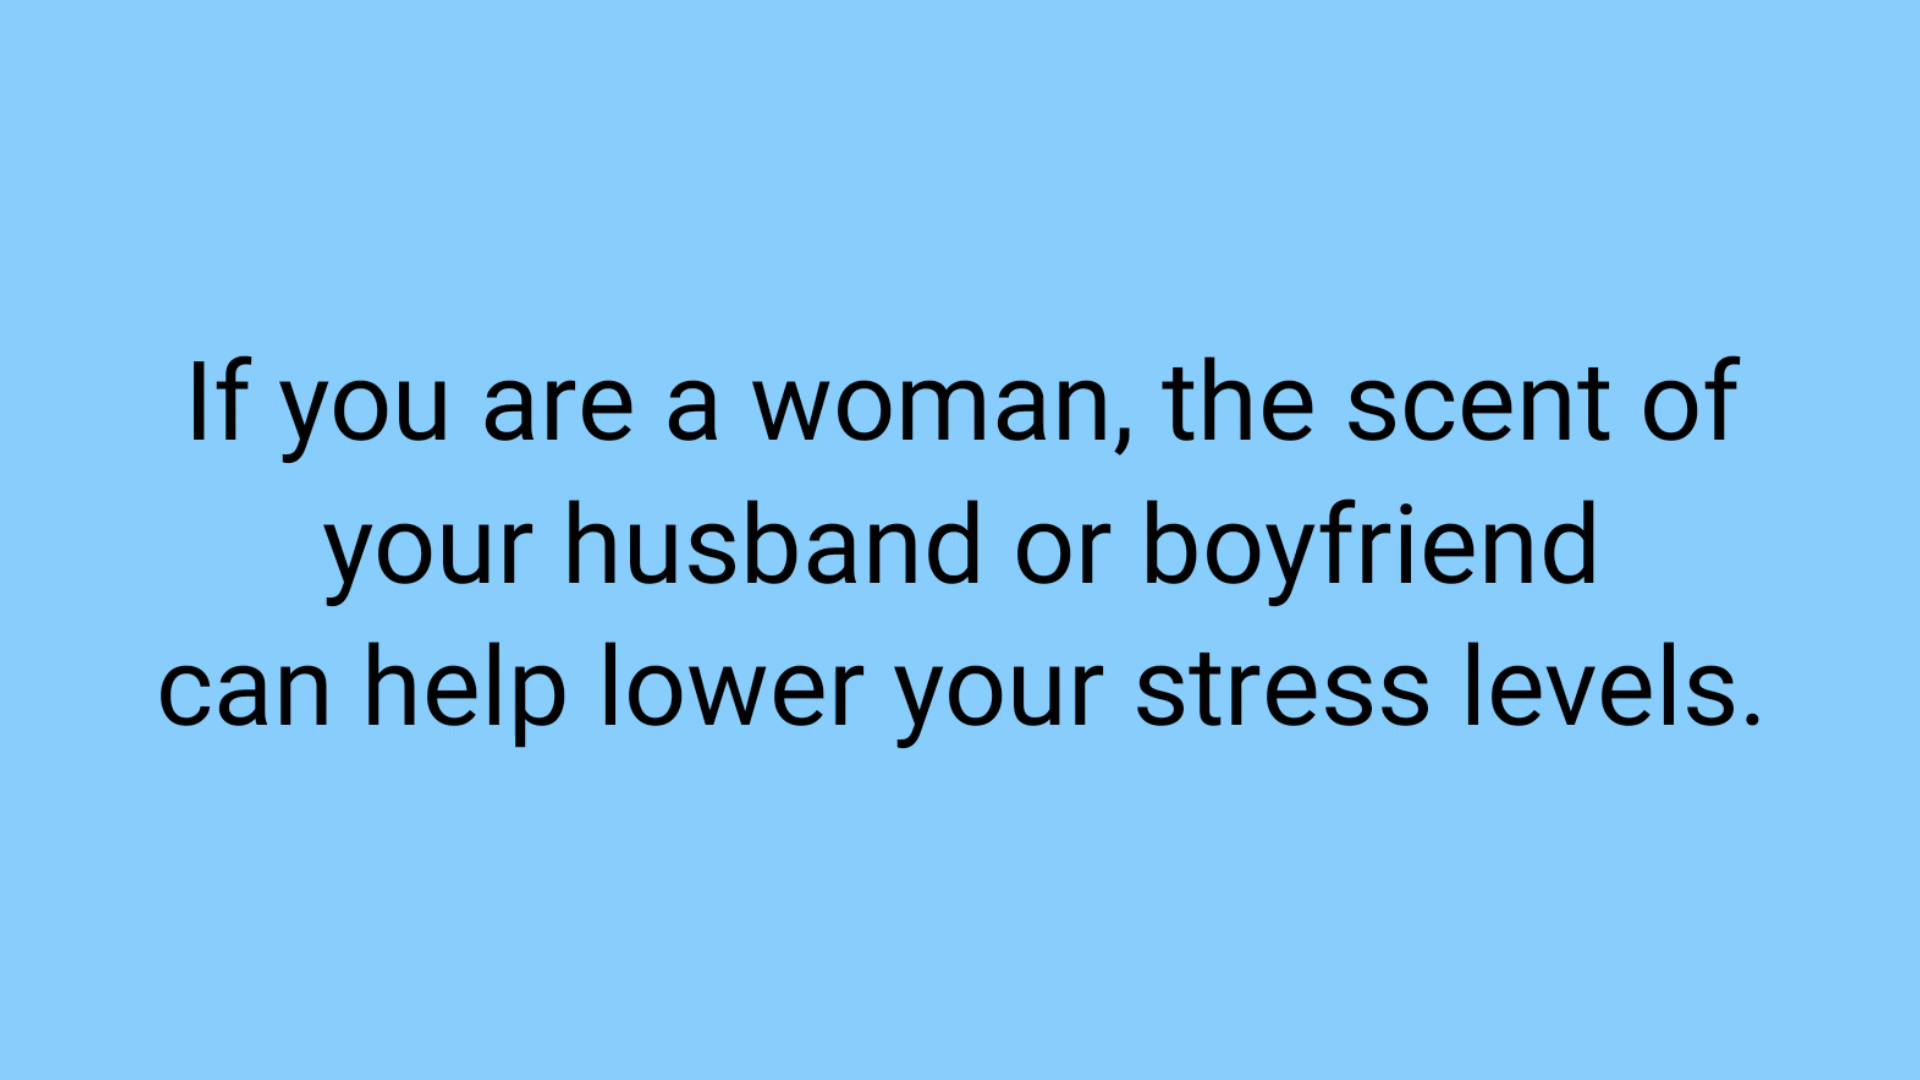 If you are a woman, the scent of
your husband or boyfriend
can help lower your stress levels.